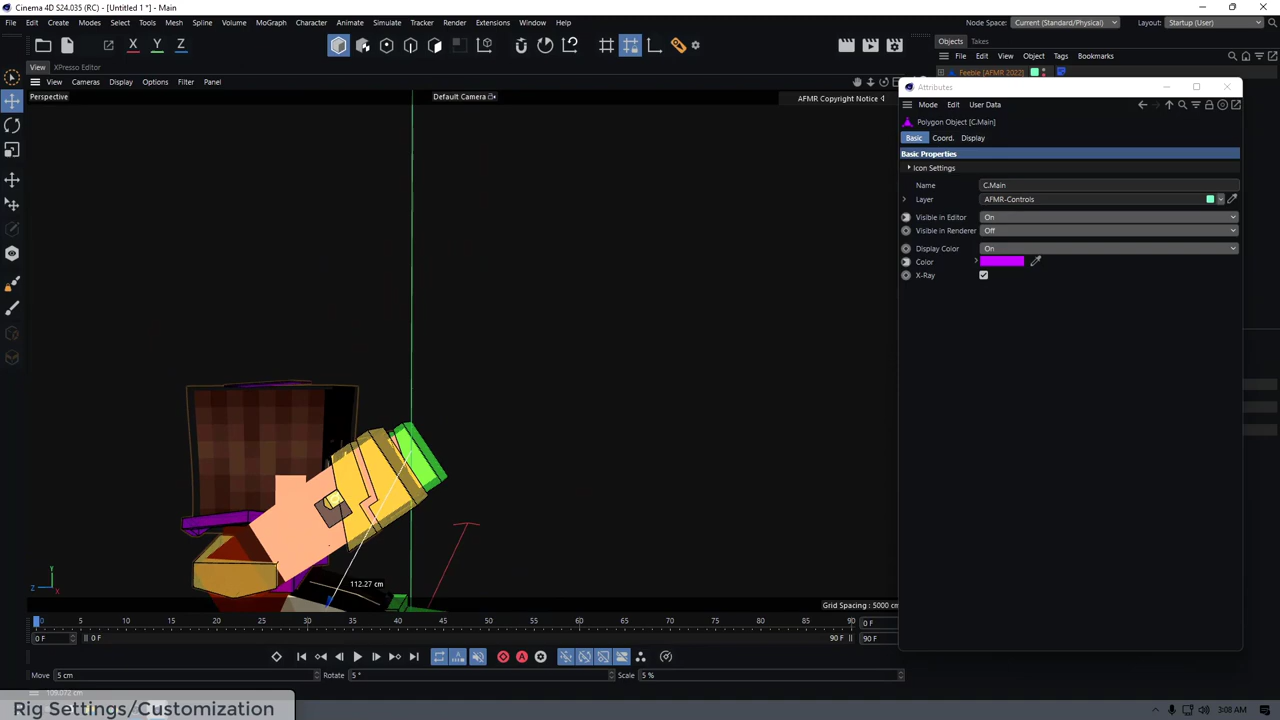 Cinema 4D S24.035 (RC) - [Untitled 1 *] - Main
File Edit Create Modes Select Tools Mesh Spline Volume MoGraph Character Animate Simulate Tracker Render Extensions Window Help Node Space: Current (Standard/Physical) Layout: Startup (User)
X Y Z
Objects Takes
File Edit View Object Tags Bookmarks
View XPresso Editor
Feebie [AFMR 2022]
View Cameras Display Options Filter Panel
Perspective Default Camera AFMR Copyright Notice
Attributes
Mode Edit User Data
Polygon Object [C.Main]
Basic Coord. Display
Basic Properties
Icon Settings
Name C.Main
Layer AFMR-Controls
Visible in Editor On
Visible in Renderer Off
Display Color On
Color
X-Ray
112.27 cm
Y
Z X
Grid Spacing : 5000 cm
0 5 10 15 20 25 30 35 40 45 50 55 60 65 70 75 80 85 90 0 F
0 F 0 F 90 F 90 F
Move 5 cm Rotate 5 ° Scale 5 %
109.072 cm
Rig Settings/Customization
3:08 AM